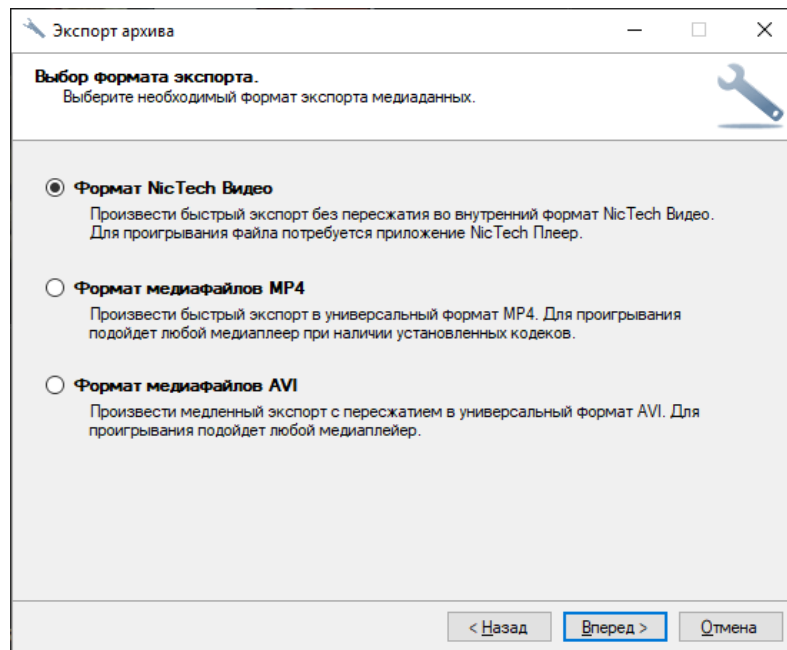 Экспорт архива
Выбор формата экспорта.
Выберите необходимый формат экспорта медиаданных.
Формат NicTech Видео
Произвести быстрый экспорт без пересжатия во внутренний формат NicTech Видео.
Для проигрывания файла потребуется приложение NicTech Плеер.
Формат медиафайлов MP4
Произвести быстрый экспорт в универсальный формат MP4. Для проигрывания
подойдет любой медиаплеер при наличии установленных кодеков.
Формат медиафайлов AVI
Произвести медленный экспорт с пересжатием в универсальный формат AVI. Для
проигрывания подойдет любой медиаплейер.
< Назад
Вперед >
Отмена